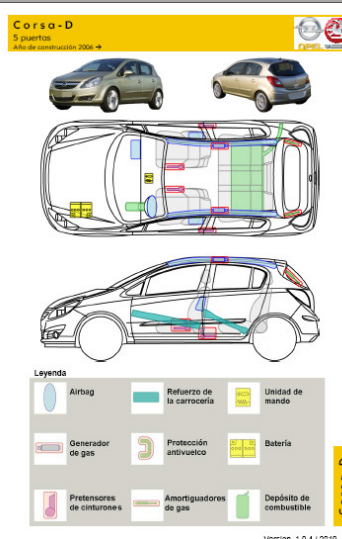 Corsa-D
5 puertas
Año de construcción 2006 →
OPEL
Leyenda
Airbag
Refuerzo de
la carrocería
Unidad de
mando
Generador
de gas
Protección
antivuelco
Batería
Pretensores
de cinturones
Amortiguadores
de gas
Depósito de
combustible